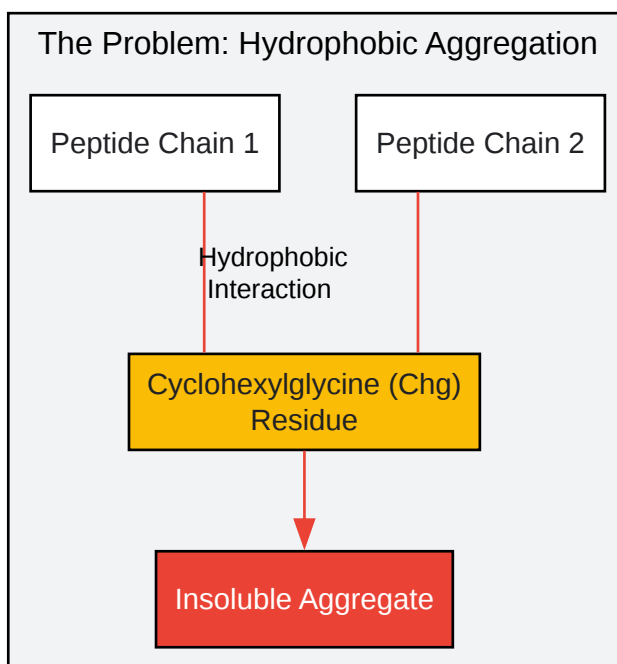 The Problem: Hydrophobic Aggregation
Peptide Chain 1
Peptide Chain 2
Hydrophobic
Interaction
Cyclohexylglycine (Chg)
Residue
Insoluble Aggregate